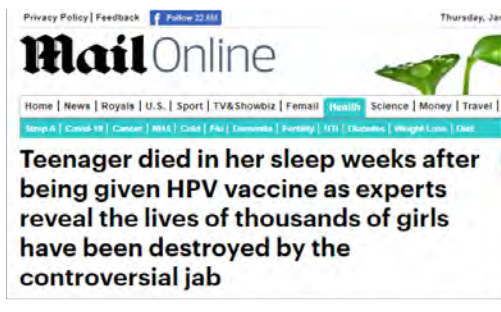 Privacy Policy | Feedback Follow 22.6M Thursday, Jan
Mail Online
Home | News | Royals | U.S. | Sport | TV&Showbiz | Femail Health Science | Money | Travel |
Strep A | Covid-19 | Cancer | NHS | Cold | Flu | Dementia | Fertility | UTI | Diabetes | Weight Loss | Diet
Teenager died in her sleep weeks after
being given HPV vaccine as experts
reveal the lives of thousands of girls
have been destroyed by the
controversial jab